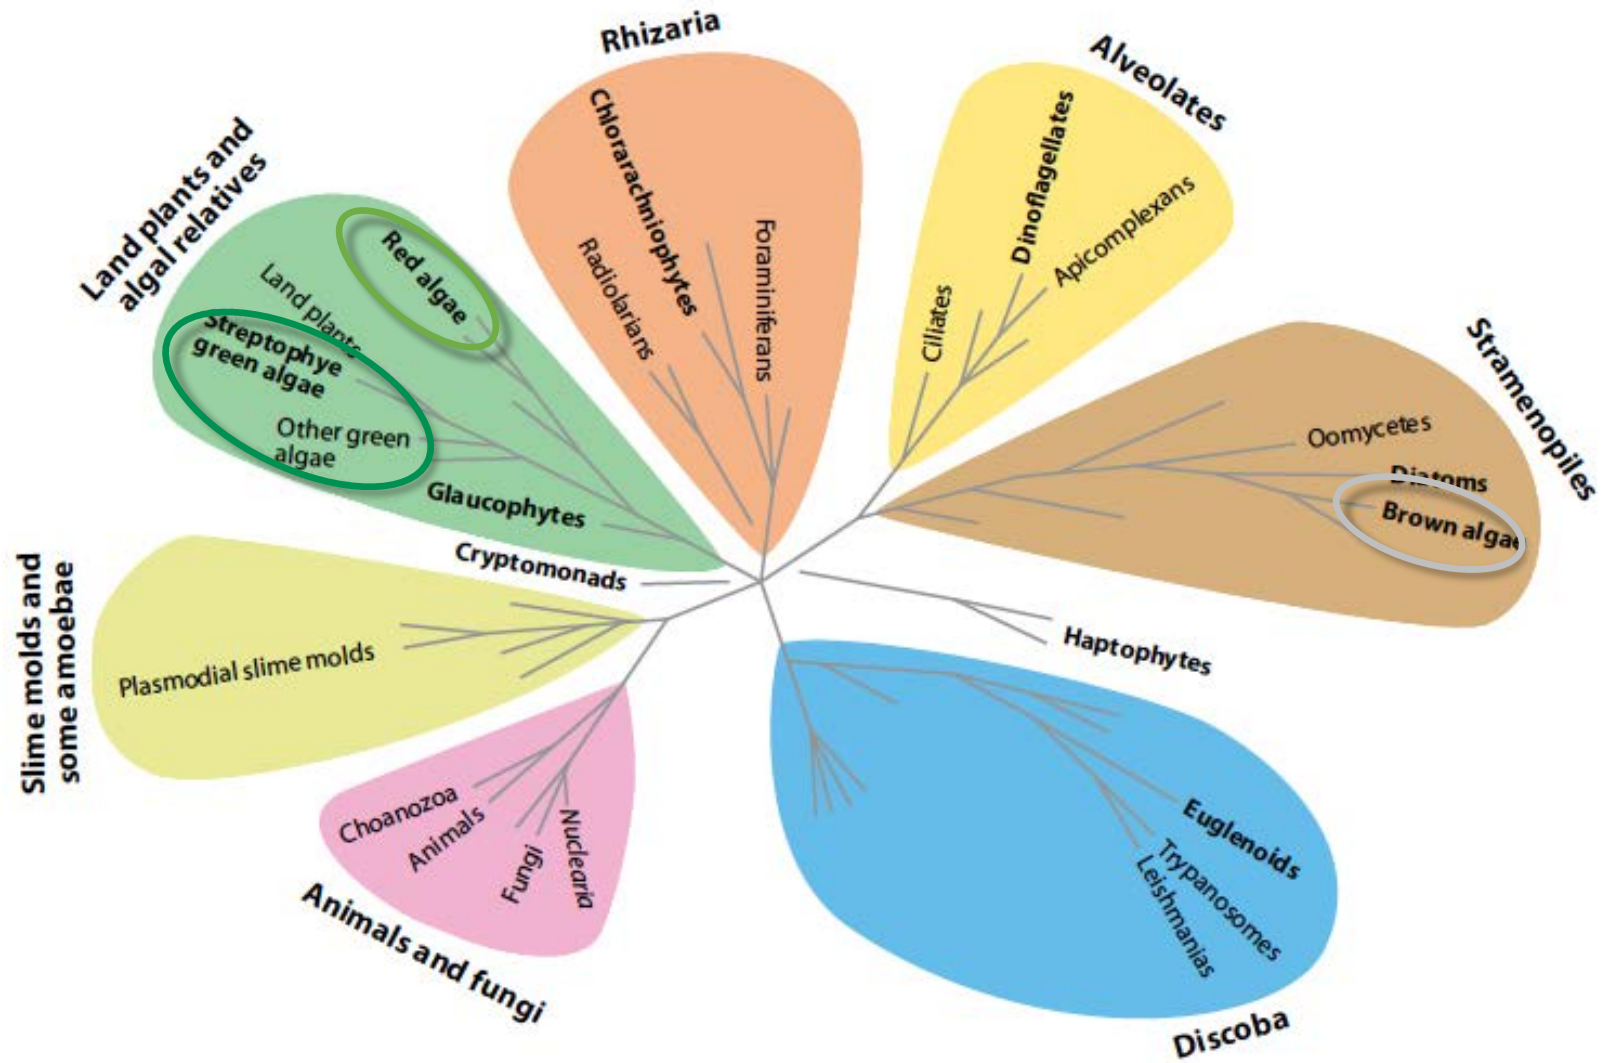 Rhizaria
Chlorarachniophytes
Radiolarians
Foraminiferans
Alveolates
Dinoflagellates
Apicomplexans
Ciliates
Stramenopiles
Oomycetes
Diatoms
Brown algae
Haptophytes
Discoba
Euglenoids
Trypanosomes
Leishmanias
Animals and fungi
Choanozoa
Animals
Fungi
Nuclearia
Slime molds and
some amoebae
Plasmodial slime molds
Cryptomonads
Land plants and
algal relatives
Red algae
Land plants
Streptophye
green algae
Other green
algae
Glaucophytes